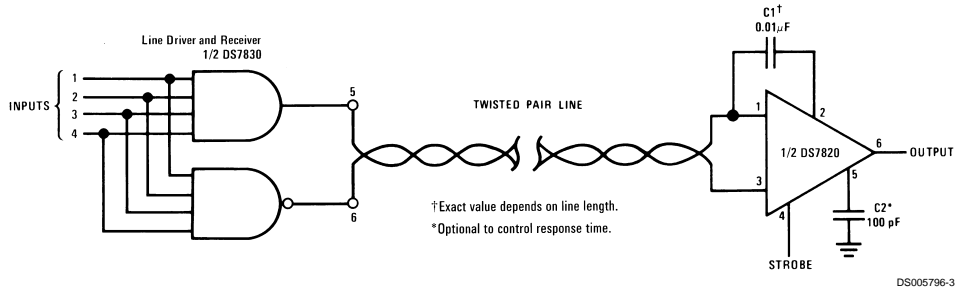 Line Driver and Receiver
1/2 DS7830
INPUTS
1
2
3
4
5
6
TWISTED PAIR LINE
†Exact value depends on line length.
*Optional to control response time.
C1†
0.01μF
1
2
3
1/2 DS7820
4
5
6
OUTPUT
C2*
100 pF
STROBE
DS005796-3